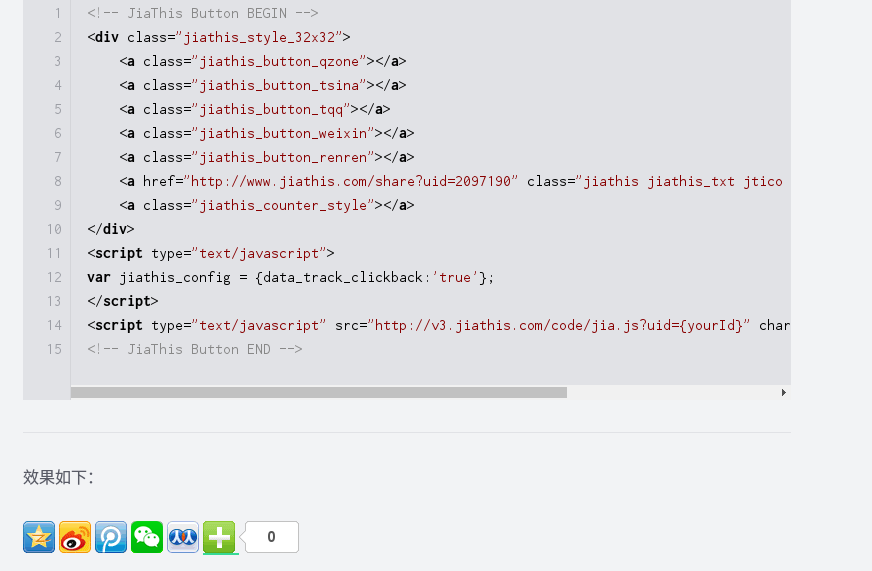 1 <!-- JiaThis Button BEGIN -->
2 <div class="jiathis_style_32x32">
3 <a class="jiathis_button_qzone"></a>
4 <a class="jiathis_button_tsina"></a>
5 <a class="jiathis_button_tqq"></a>
6 <a class="jiathis_button_weixin"></a>
7 <a class="jiathis_button_renren"></a>
8 <a href="http://www.jiathis.com/share?uid=2097190" class="jiathis jiathis_txt jtico
9 <a class="jiathis_counter_style"></a>
10 </div>
11 <script type="text/javascript">
12 var jiathis_config = {data_track_clickback:'true'};
13 </script>
14 <script type="text/javascript" src="http://v3.jiathis.com/code/jia.js?uid={yourId}" char
15 <!-- JiaThis Button END -->
效果如下：
0